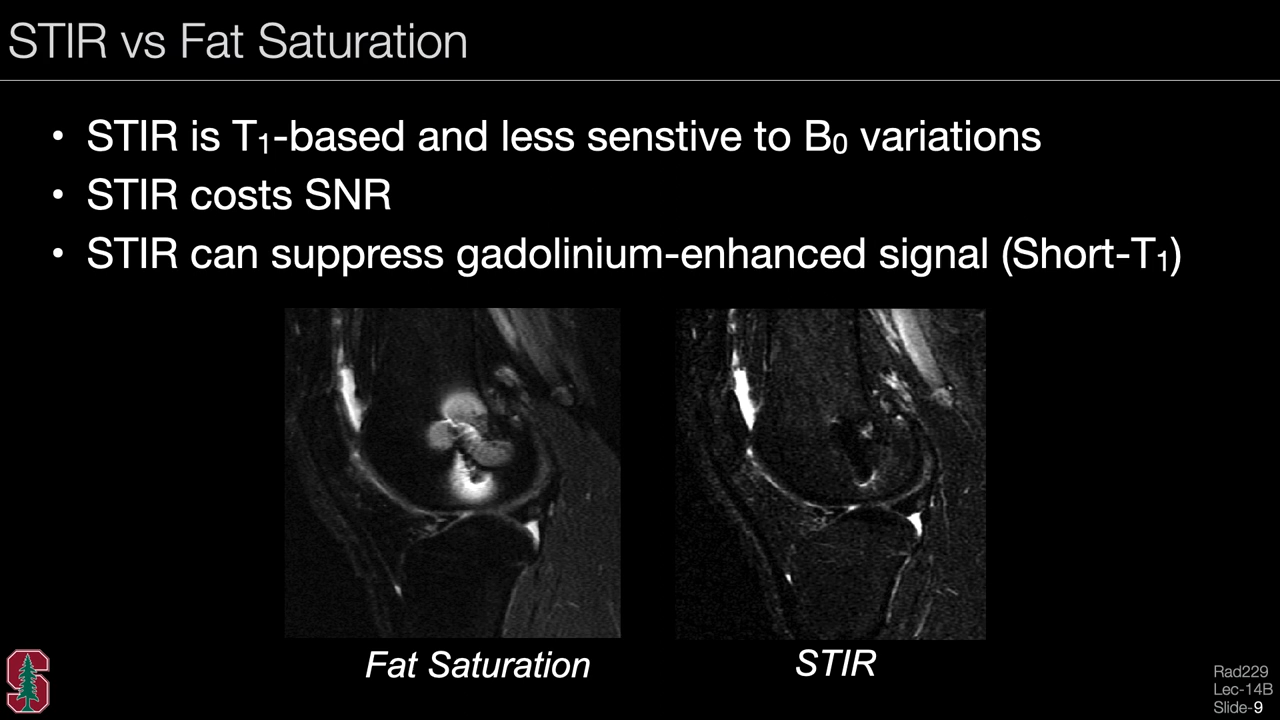 STIR vs Fat Saturation
• STIR is T₁-based and less senstive to B₀ variations
• STIR costs SNR
• STIR can suppress gadolinium-enhanced signal (Short-T₁)
Fat Saturation
STIR
S
Rad229
Lec-14B
Slide-9